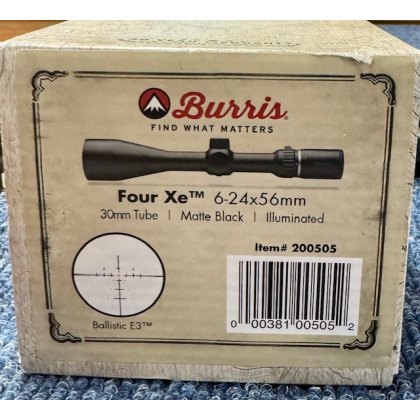 Burris
FIND WHAT MATTERS
Four Xe™ 6-24x56mm
30mm Tube | Matte Black | Illuminated
Item# 200505
Ballistic E3™
0 00381 00505 2